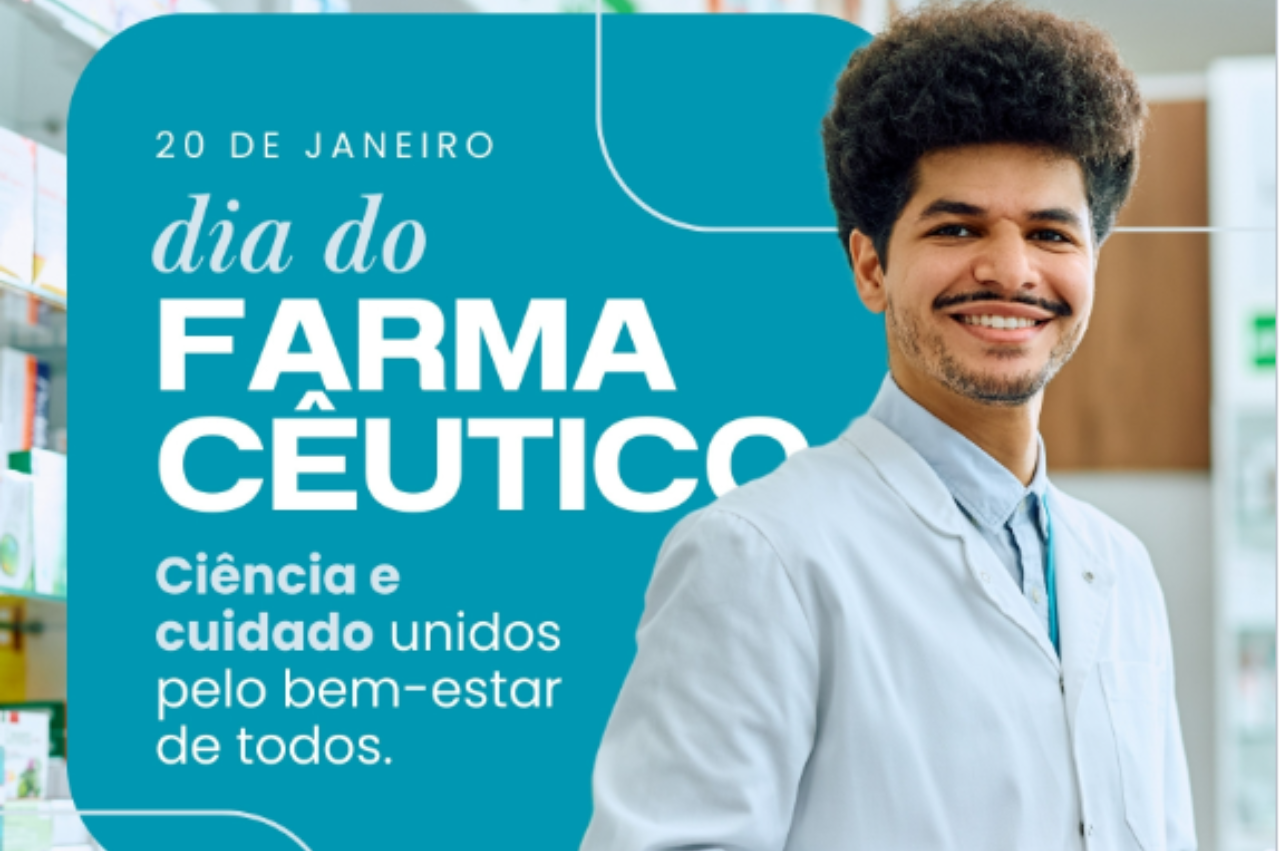 20 DE JANEIRO
dia do
FARMA
CÊUTICO
Ciência e
cuidado unidos
pelo bem-estar
de todos.